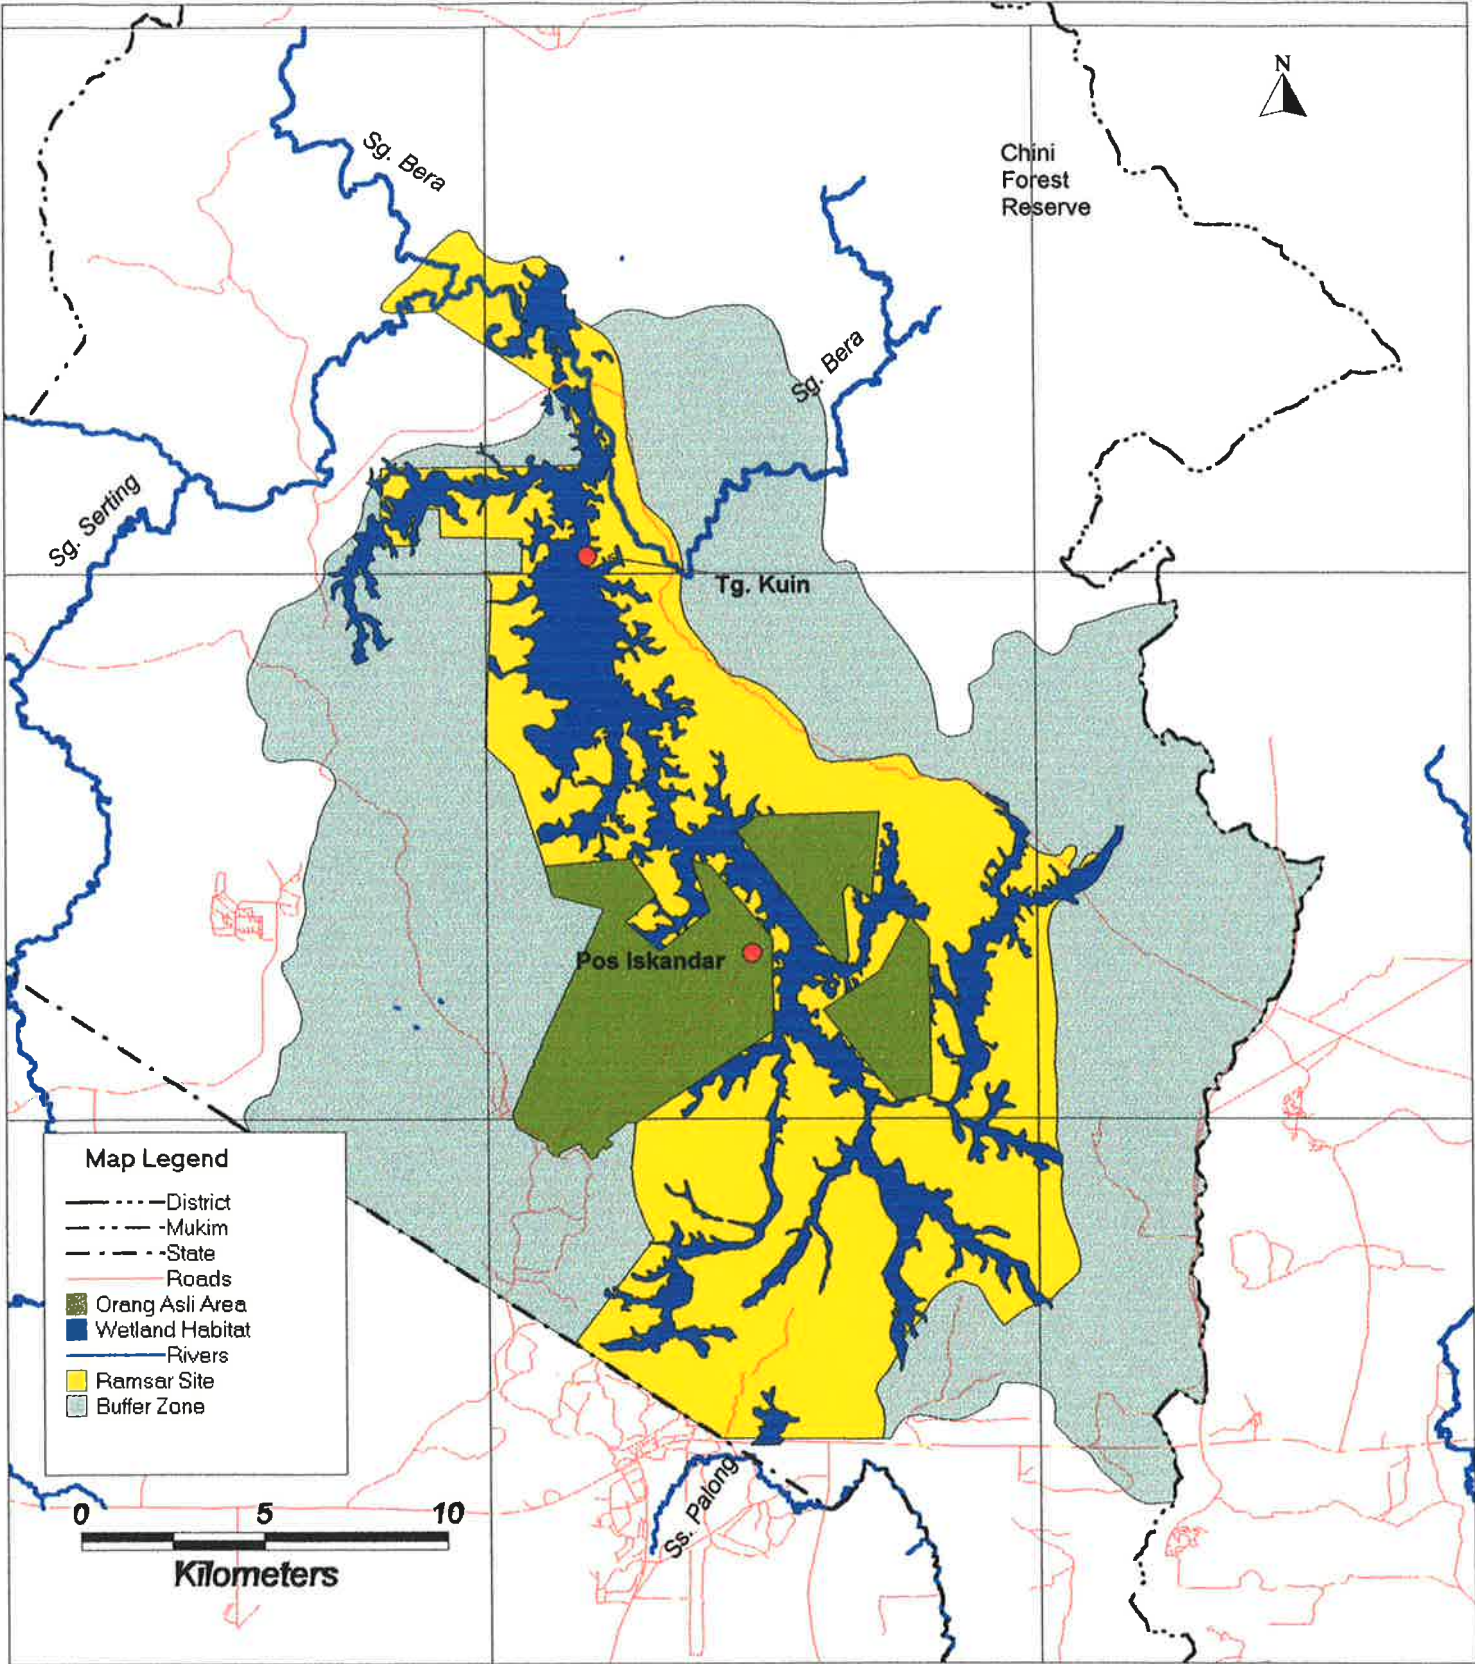 N
Sg. Bera
Chini
Forest
Reserve
Sg. Bera
Sg. Serting
Tg. Kuin
Pos Iskandar
Map Legend
District
Mukim
State
Roads
Orang Asli Area
Wetland Habitat
Rivers
Ramsar Site
Buffer Zone
Ss. Palong
0 5 10
Kilometers